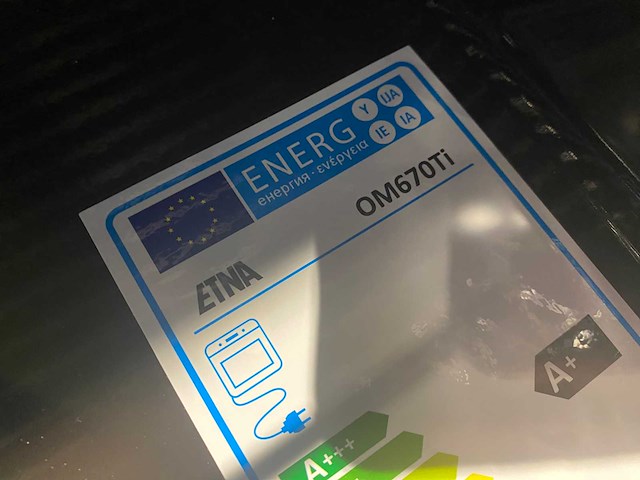 ENERG Y IJA
IE IA
енергия · ενέργεια
ETNA
OM670Ti
A+
A+++